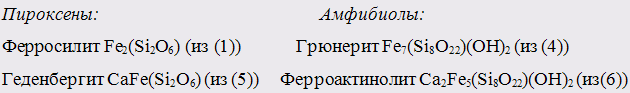 Пироксены: Амфиболы:
Ферросилит Fe₂(Si₂O₆) (из (1)) Грюнерит Fe₇(Si₈O₂₂)(OH)₂ (из (4))
Геденбергит CaFe(Si₂O₆) (из (5)) Ферроактинолит Ca₂Fe₅(Si₈O₂₂)(OH)₂ (из(6))